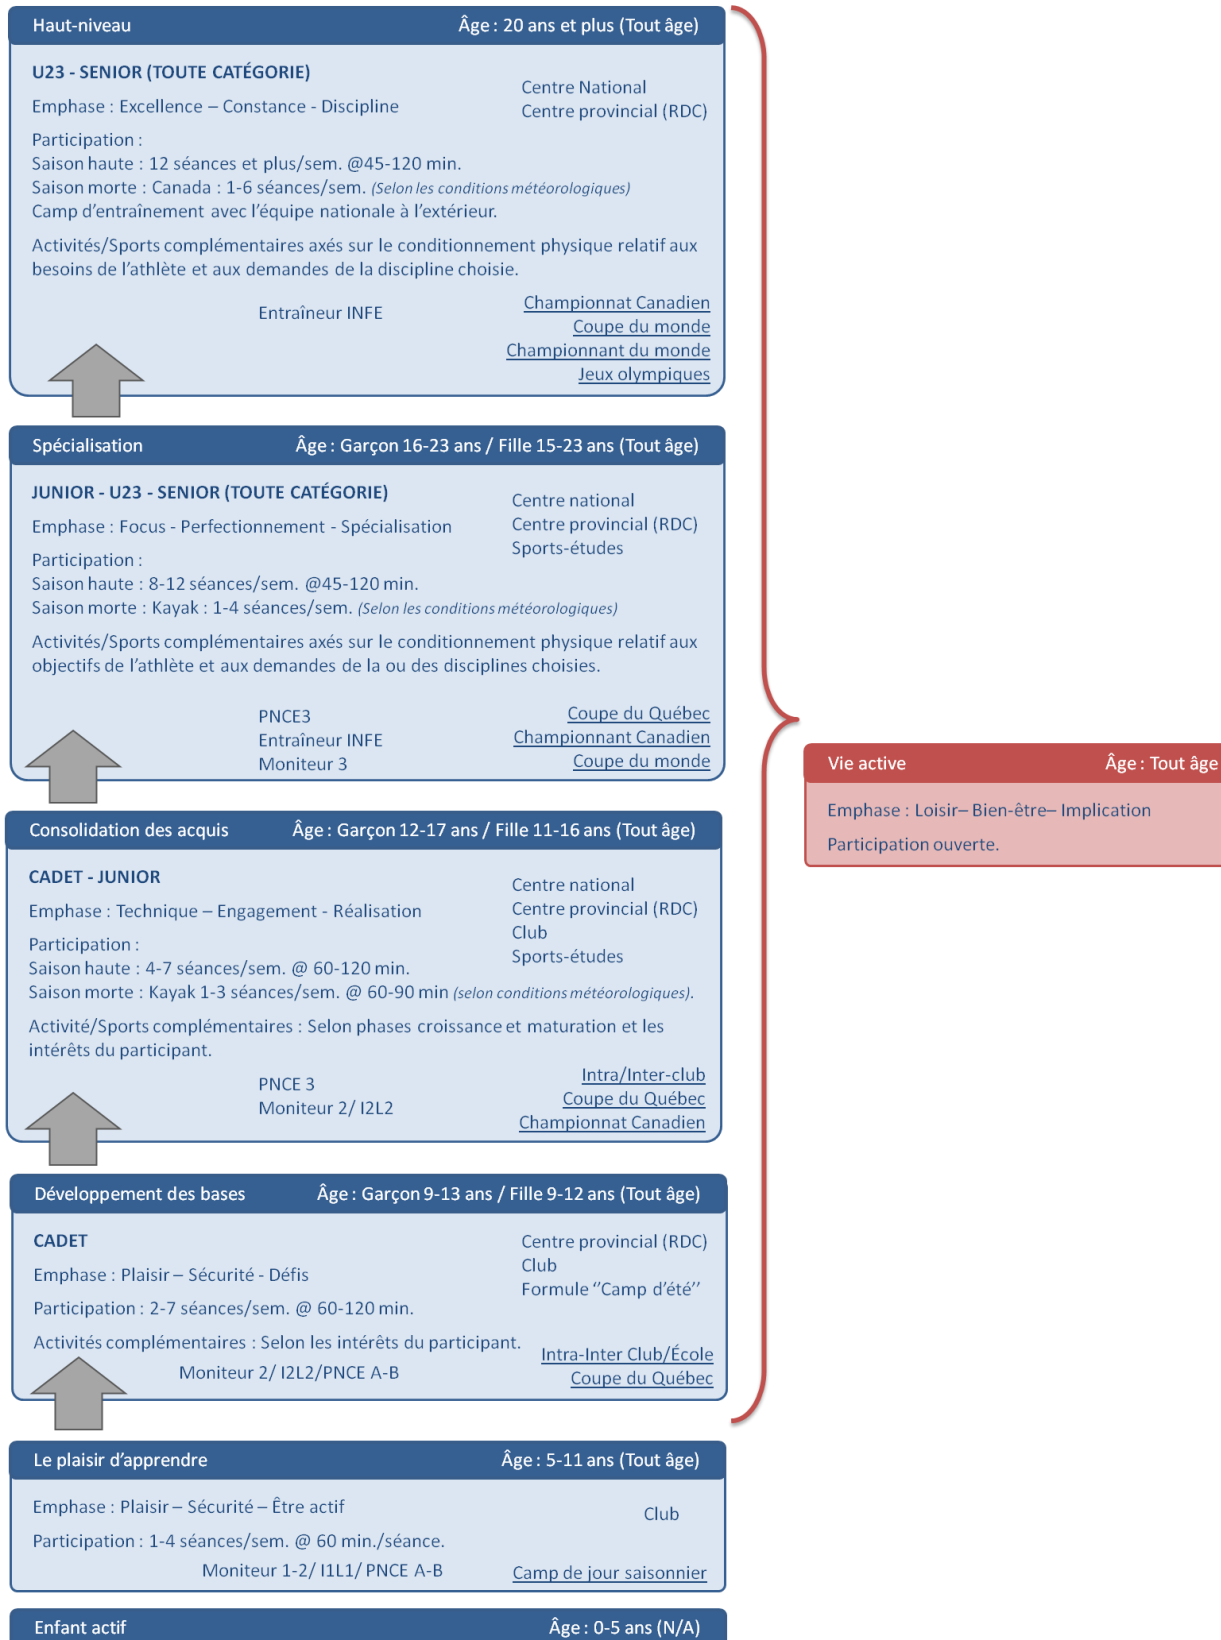 Haut-niveau Âge : 20 ans et plus (Tout âge)
U23 - SENIOR (TOUTE CATÉGORIE)
Centre National
Centre provincial (RDC)
Emphase : Excellence – Constance - Discipline
Participation :
Saison haute : 12 séances et plus/sem. @45-120 min.
Saison morte : Canada : 1-6 séances/sem. (Selon les conditions météorologiques)
Camp d'entraînement avec l'équipe nationale à l'extérieur.
Activités/Sports complémentaires axés sur le conditionnement physique relatif aux
besoins de l'athlète et aux demandes de la discipline choisie.
Entraîneur INFE
Championnat Canadien
Coupe du monde
Championnant du monde
Jeux olympiques
Spécialisation Âge : Garçon 16-23 ans / Fille 15-23 ans (Tout âge)
JUNIOR - U23 - SENIOR (TOUTE CATÉGORIE)
Centre national
Centre provincial (RDC)
Sports-études
Emphase : Focus - Perfectionnement - Spécialisation
Participation :
Saison haute : 8-12 séances/sem. @45-120 min.
Saison morte : Kayak : 1-4 séances/sem. (Selon les conditions météorologiques)
Activités/Sports complémentaires axés sur le conditionnement physique relatif aux
objectifs de l'athlète et aux demandes de la ou des disciplines choisies.
PNCE3
Entraîneur INFE
Moniteur 3
Coupe du Québec
Championnant Canadien
Coupe du monde
Consolidation des acquis Âge : Garçon 12-17 ans / Fille 11-16 ans (Tout âge)
CADET - JUNIOR
Centre national
Centre provincial (RDC)
Club
Sports-études
Emphase : Technique – Engagement - Réalisation
Participation :
Saison haute : 4-7 séances/sem. @ 60-120 min.
Saison morte : Kayak 1-3 séances/sem. @ 60-90 min (selon conditions météorologiques).
Activité/Sports complémentaires : Selon phases croissance et maturation et les
intérêts du participant.
PNCE 3
Moniteur 2/ I2L2
Intra/Inter-club
Coupe du Québec
Championnat Canadien
Développement des bases Âge : Garçon 9-13 ans / Fille 9-12 ans (Tout âge)
CADET
Centre provincial (RDC)
Club
Formule ‘’Camp d'été’’
Emphase : Plaisir – Sécurité - Défis
Participation : 2-7 séances/sem. @ 60-120 min.
Activités complémentaires : Selon les intérêts du participant.
Moniteur 2/ I2L2/PNCE A-B
Intra-Inter Club/École
Coupe du Québec
Le plaisir d'apprendre Âge : 5-11 ans (Tout âge)
Emphase : Plaisir – Sécurité – Être actif
Club
Participation : 1-4 séances/sem. @ 60 min./séance.
Moniteur 1-2/ I1L1/ PNCE A-B
Camp de jour saisonnier
Enfant actif Âge : 0-5 ans (N/A)
Vie active Âge : Tout âge
Emphase : Loisir– Bien-être– Implication
Participation ouverte.